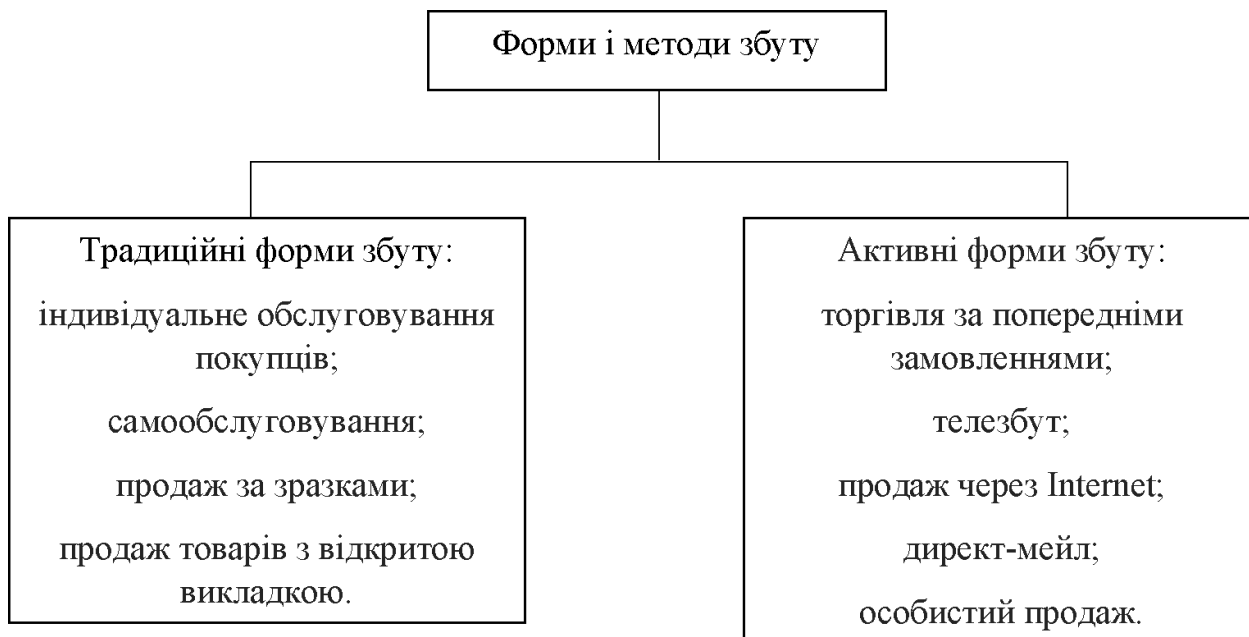 Форми і методи збуту
Традиційні форми збуту:
індивідуальне обслуговування
покупців;
самообслуговування;
продаж за зразками;
продаж товарів з відкритою
викладкою.
Активні форми збуту:
торгівля за попередніми
замовленнями;
телезбут;
продаж через Internet;
директ-мейл;
особистий продаж.